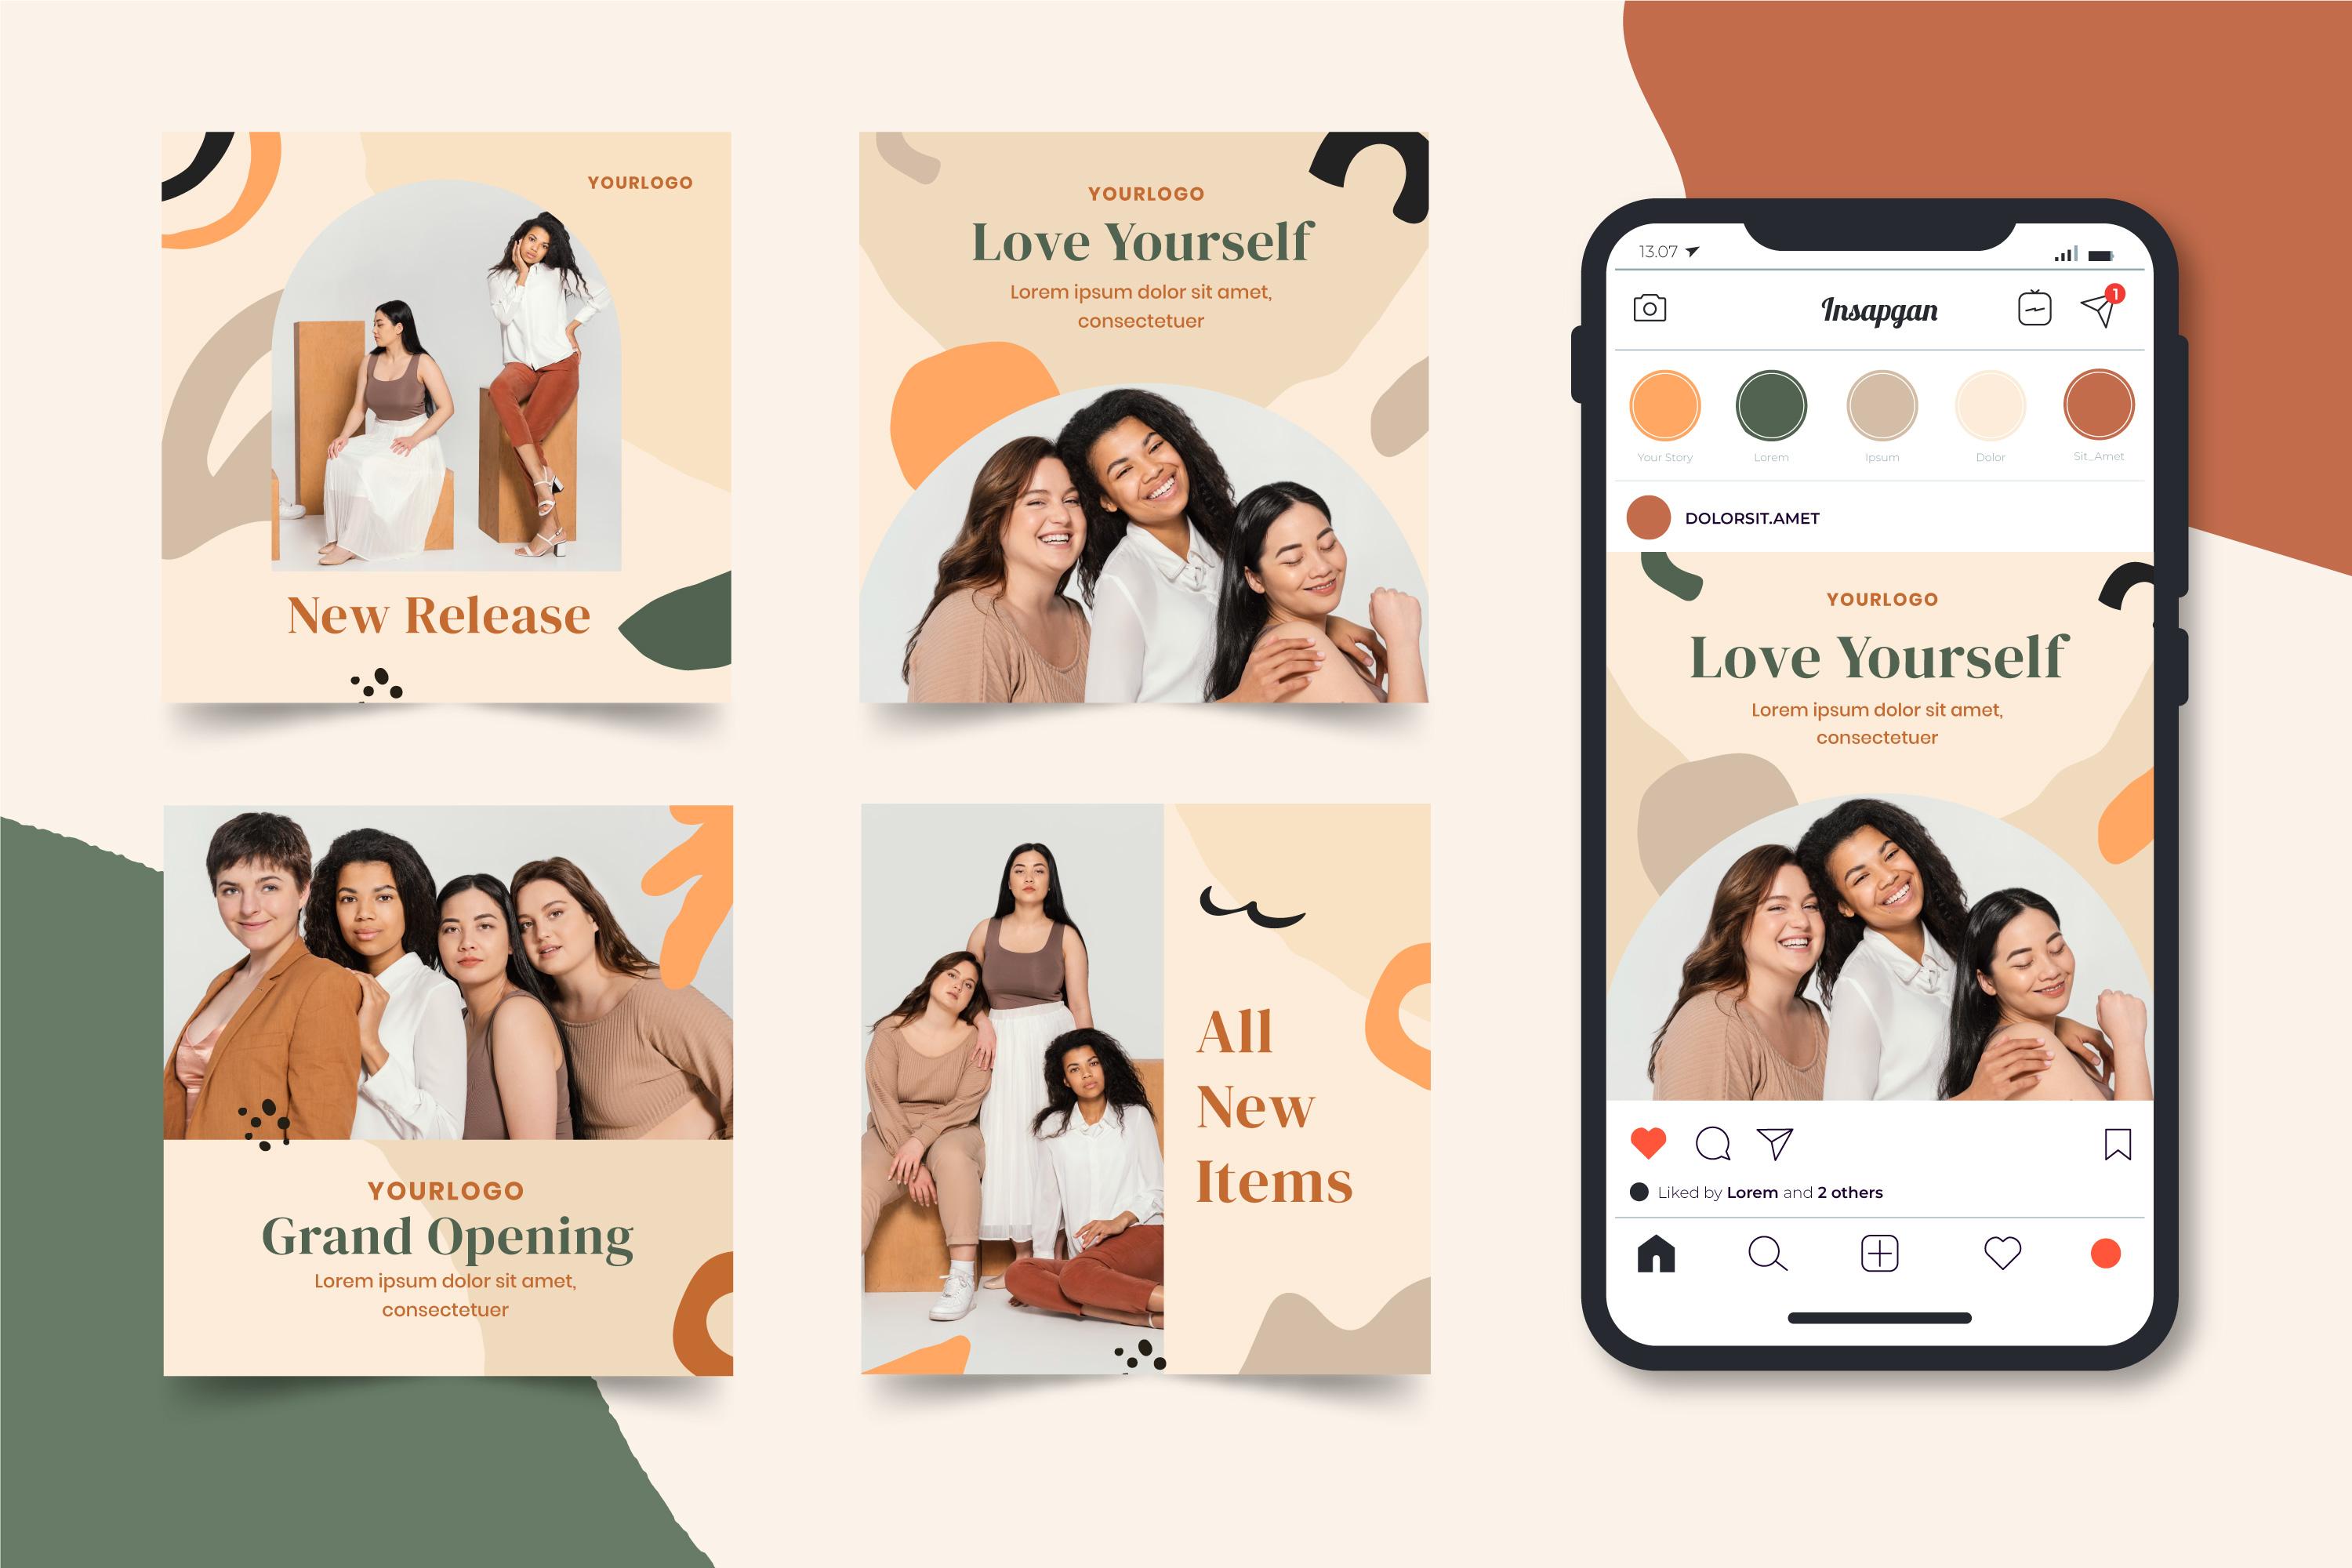 YOURLOGO
New Release
YOURLOGO
Love Yourself
Lorem ipsum dolor sit amet,
consectetuer
YOURLOGO
Grand Opening
Lorem ipsum dolor sit amet,
consectetuer
All
New
Items
13.07
Insapgan
1
Your Story
Lorem
Ipsum
Dolor
Sit_Amet
DOLORSIT.AMET
YOURLOGO
Love Yourself
Lorem ipsum dolor sit amet,
consectetuer
Liked by Lorem and 2 others